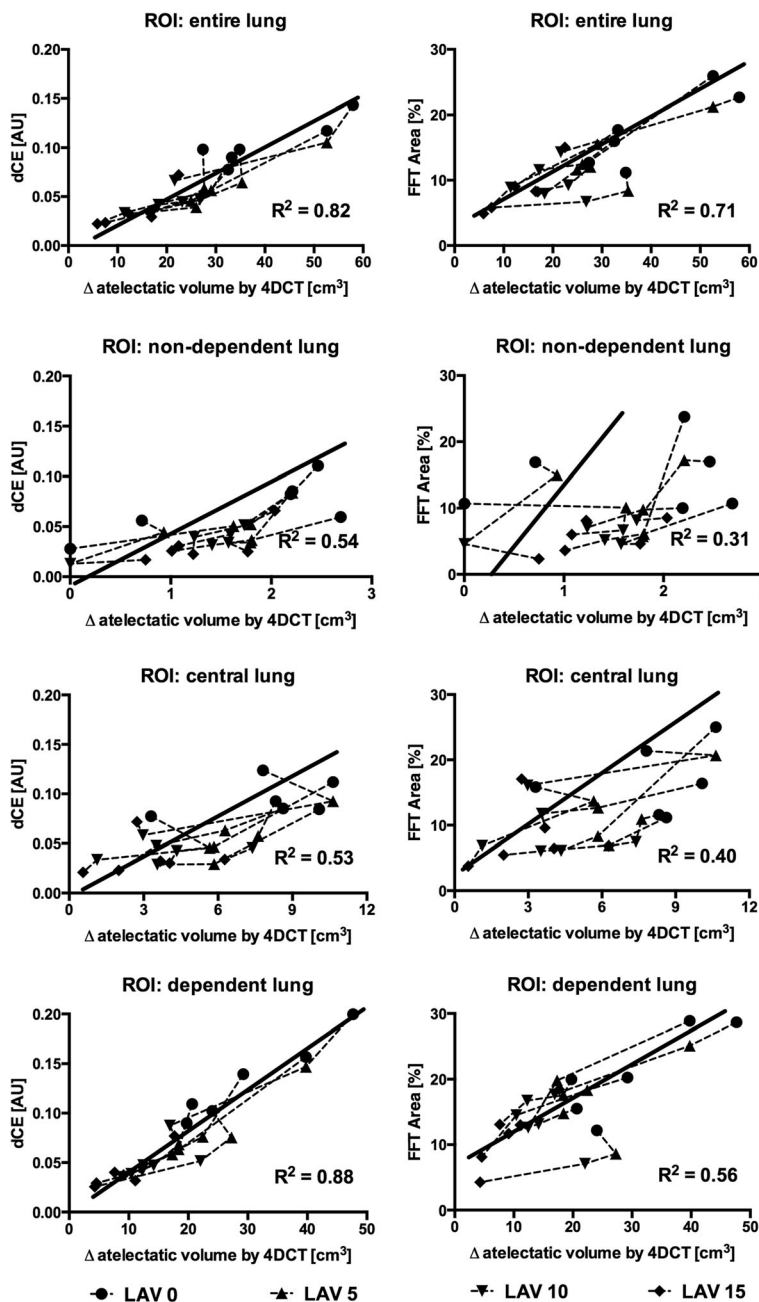 ROI: entire lung
dCE [AU]
0.20
0.15
0.10
0.05
0.00
R² = 0.82
0 10 20 30 40 50 60
Δ atelectatic volume by 4DCT [cm³]
ROI: entire lung
FFT Area [%]
30
20
10
0
R² = 0.71
0 10 20 30 40 50 60
Δ atelectatic volume by 4DCT [cm³]
ROI: non-dependent lung
dCE [AU]
0.20
0.15
0.10
0.05
0.00
R² = 0.54
0 1 2 3
Δ atelectatic volume by 4DCT [cm³]
ROI: non-dependent lung
FFT Area [%]
30
20
10
0
R² = 0.31
0 1 2
Δ atelectatic volume by 4DCT [cm³]
ROI: central lung
dCE [AU]
0.20
0.15
0.10
0.05
0.00
R² = 0.53
0 3 6 9 12
Δ atelectatic volume by 4DCT [cm³]
ROI: central lung
FFT Area [%]
30
20
10
0
R² = 0.40
0 3 6 9 12
Δ atelectatic volume by 4DCT [cm³]
ROI: dependent lung
dCE [AU]
0.20
0.15
0.10
0.05
0.00
R² = 0.88
0 10 20 30 40 50
Δ atelectatic volume by 4DCT [cm³]
ROI: dependent lung
FFT Area [%]
30
20
10
0
R² = 0.56
0 10 20 30 40 50
Δ atelectatic volume by 4DCT [cm³]
LAV 0 LAV 5 LAV 10 LAV 15